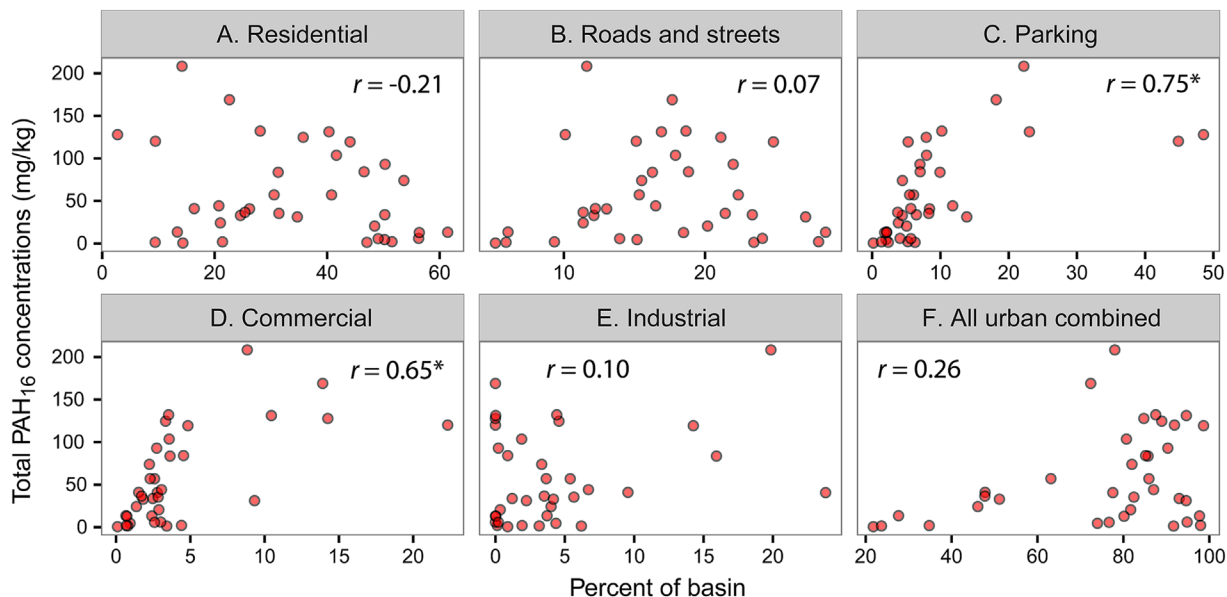 A. Residential
B. Roads and streets
C. Parking
r = -0.21
r = 0.07
r = 0.75*
200
150
100
50
0
0 20 40 60
10 20
0 10 20 30 40 50
D. Commercial
E. Industrial
F. All urban combined
r = 0.65*
r = 0.10
r = 0.26
200
150
100
50
0
0 5 10 15 20
0 5 10 15 20
20 40 60 80 100
Total PAH16 concentrations (mg/kg)
Percent of basin